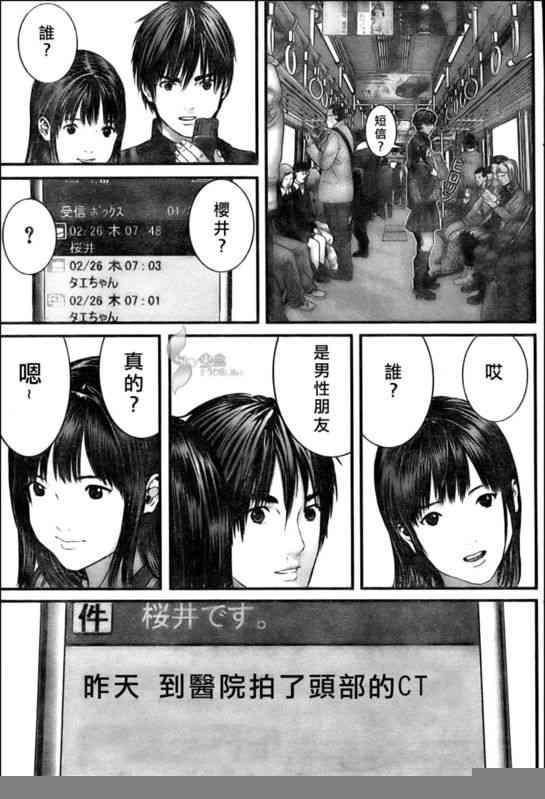 短信？
ピロリン
誰？
櫻井？
？
受信ボックス 01/
02/26 木 07:48
桜井
02/26 木 07:03
タエちゃん
02/26 木 07:01
タエちゃん
哎
誰？
是男性朋友
真的？
嗯~
件 桜井です。
昨天 到醫院拍了頭部的CT